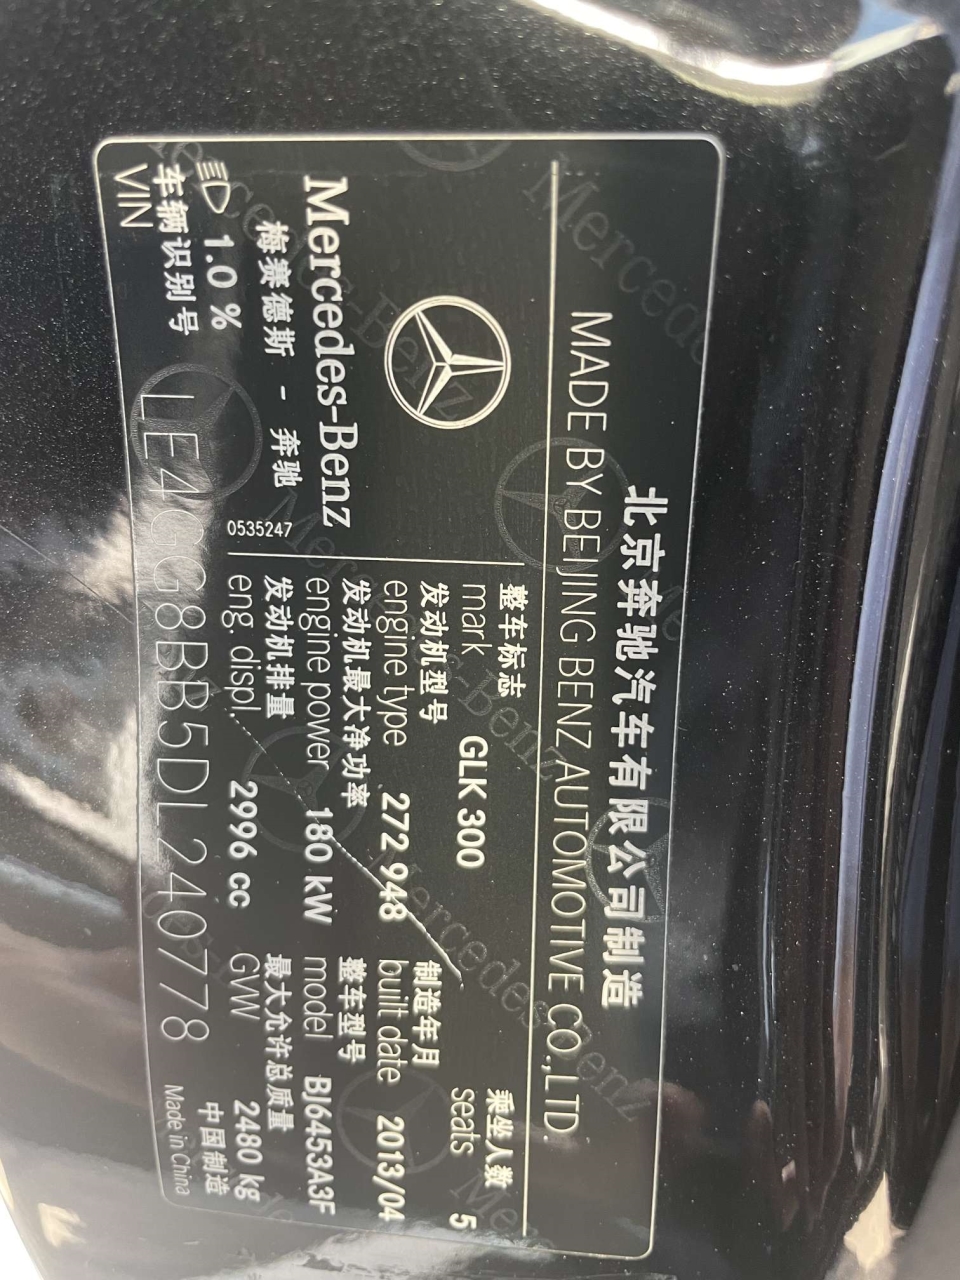 北京奔驰汽车有限公司制造
MADE BY BEIJING BENZ AUTOMOTIVE CO.,LTD.
Mercedes-Benz
梅赛德斯 - 奔驰
1.0 %
0535247
整车标志
mark GLK 300
乘坐人数
seats 5
发动机型号
engine type 272 948
制造年月
built date 2013/04
发动机最大净功率
engine power 180 kW
整车型号
model BJ6453A3F
发动机排量
eng. displ. 2996 cc
最大允许总质量
GVW 2480 kg
车辆识别号
VIN LE4GG8BB5DL240778
中国制造
Made in China